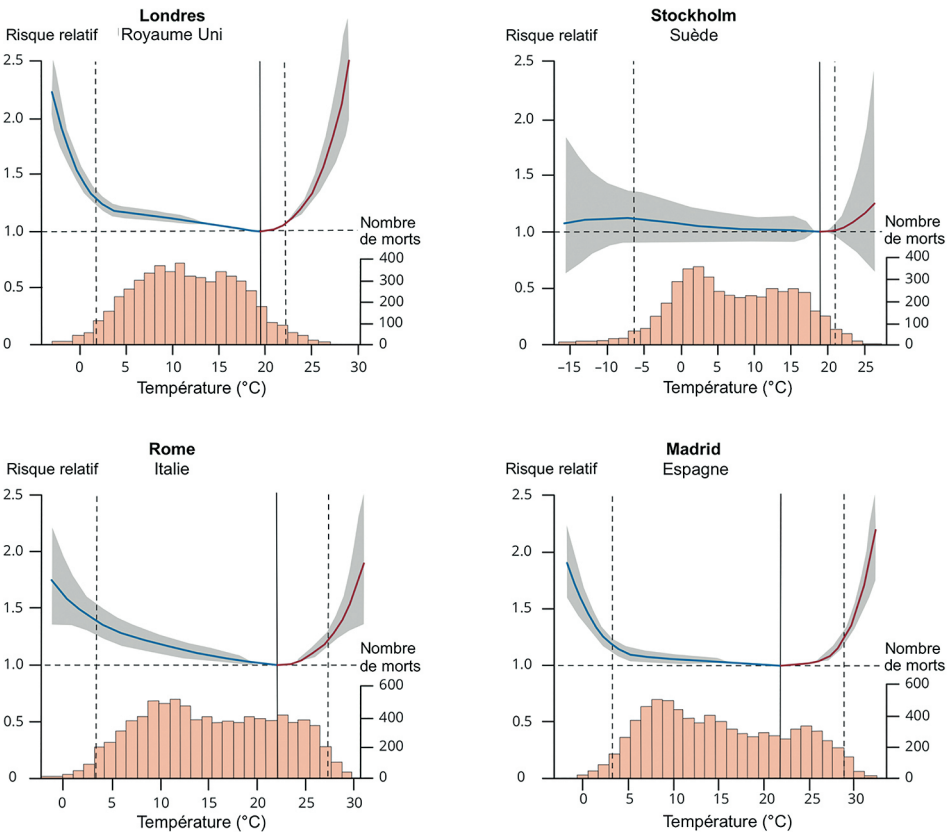 Londres
Royaume Uni
Risque relatif
2.5
2.0
1.5
1.0
0.5
0
Nombre
de morts
400
300
200
100
0
0 5 10 15 20 25 30
Température (°C)
Stockholm
Suède
Risque relatif
2.5
2.0
1.5
1.0
0.5
0
Nombre
de morts
400
300
200
100
0
–15 –10 –5 0 5 10 15 20 25
Température (°C)
Rome
Italie
Risque relatif
2.5
2.0
1.5
1.0
0.5
0
Nombre
de morts
600
400
200
0
0 5 10 15 20 25 30
Température (°C)
Madrid
Espagne
Risque relatif
2.5
2.0
1.5
1.0
0.5
0
Nombre
de morts
600
400
200
0
0 5 10 15 20 25 30
Température (°C)